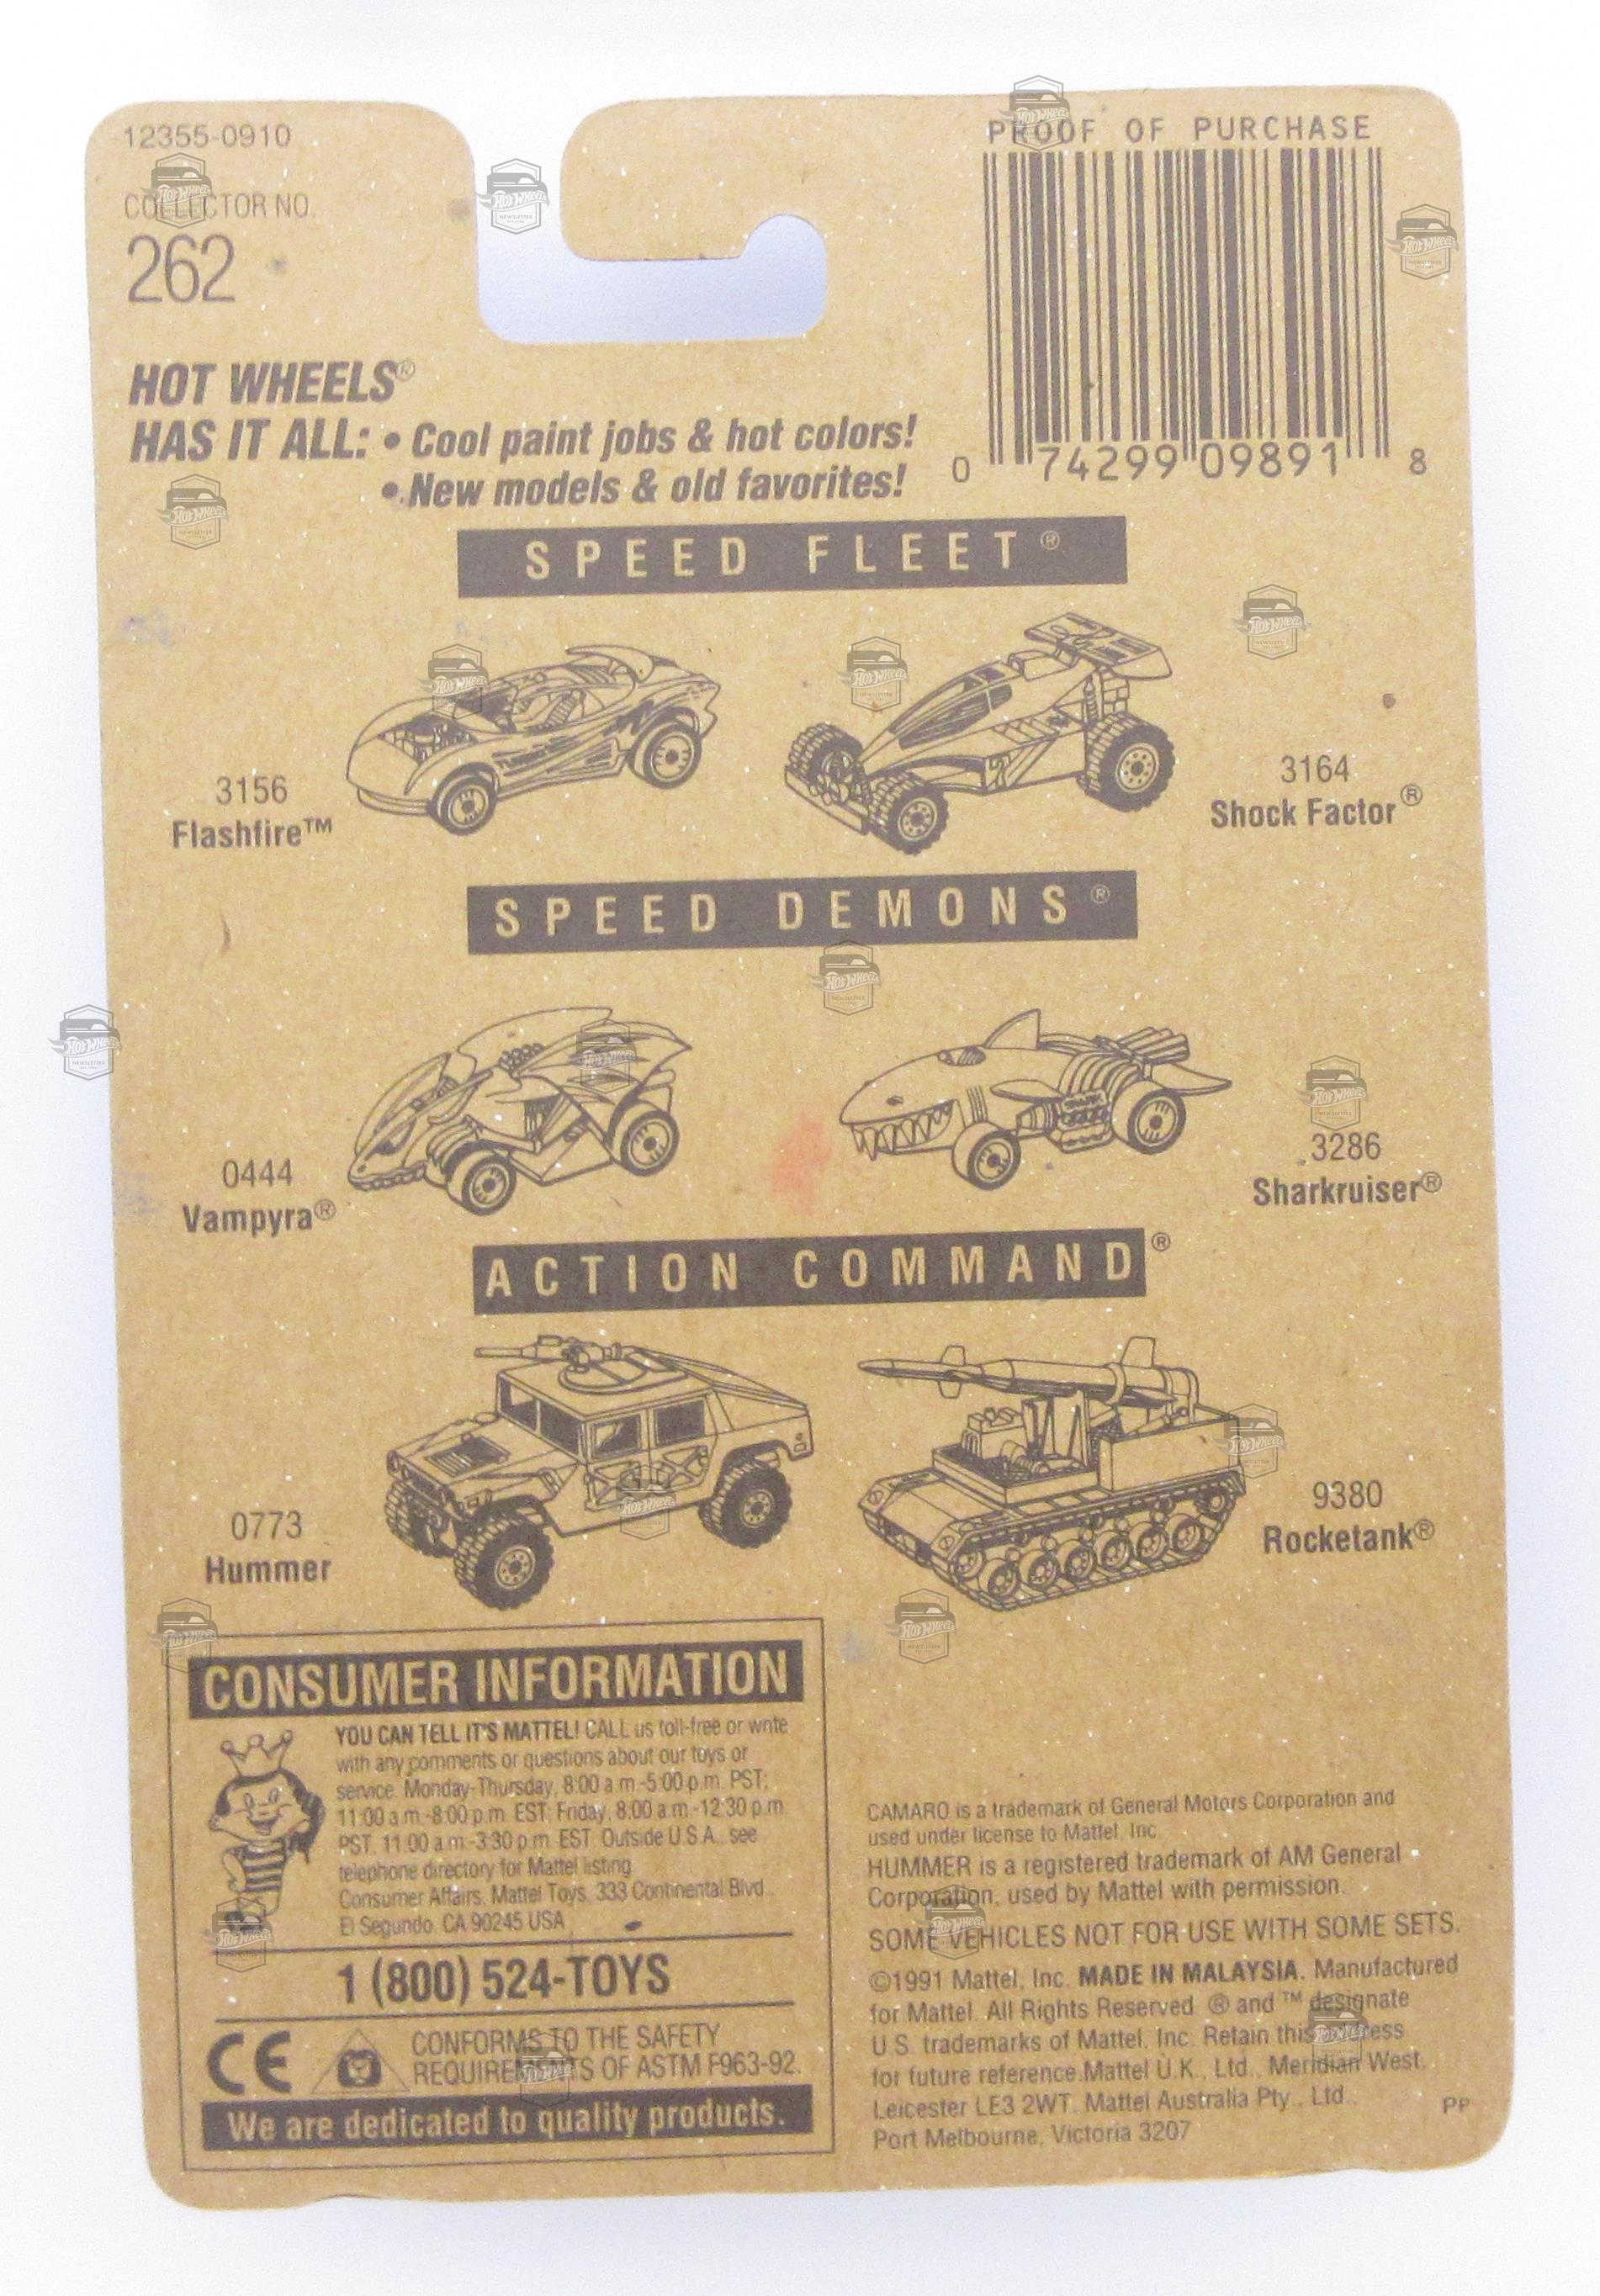 12355-0910
COLLECTOR NO.
262
PROOF OF PURCHASE
0 74299 09891 8
HOT WHEELS®
HAS IT ALL: • Cool paint jobs & hot colors!
• New models & old favorites!
SPEED FLEET®
3156
Flashfire™
3164
Shock Factor®
SPEED DEMONS®
0444
Vampyra®
3286
Sharkruiser®
ACTION COMMAND®
0773
Hummer
9380
Rocketank®
CONSUMER INFORMATION
YOU CAN TELL IT'S MATTEL! CALL us toll-free or write
with any comments or questions about our toys or
service. Monday-Thursday, 8:00 a.m.-5:00 p.m. PST;
11:00 a.m.-8:00 p.m. EST; Friday, 8:00 a.m.-12:30 p.m.
PST. 11:00 a.m.-3:30 p.m. EST. Outside U.S.A., see
telephone directory for Mattel listing.
Consumer Affairs, Mattel Toys, 333 Continental Blvd.,
El Segundo, CA 90245 USA
1 (800) 524-TOYS
CE
CONFORMS TO THE SAFETY
REQUIREMENTS OF ASTM F963-92.
We are dedicated to quality products.
CAMARO is a trademark of General Motors Corporation and
used under license to Mattel, Inc.
HUMMER is a registered trademark of AM General
Corporation, used by Mattel with permission.
SOME VEHICLES NOT FOR USE WITH SOME SETS.
©1991 Mattel, Inc. MADE IN MALAYSIA. Manufactured
for Mattel. All Rights Reserved. ® and ™ designate
U.S. trademarks of Mattel, Inc. Retain this address
for future reference. Mattel U.K., Ltd., Meridian West,
Leicester LE3 2WT. Mattel Australia Pty., Ltd.,
Port Melbourne, Victoria 3207
PP